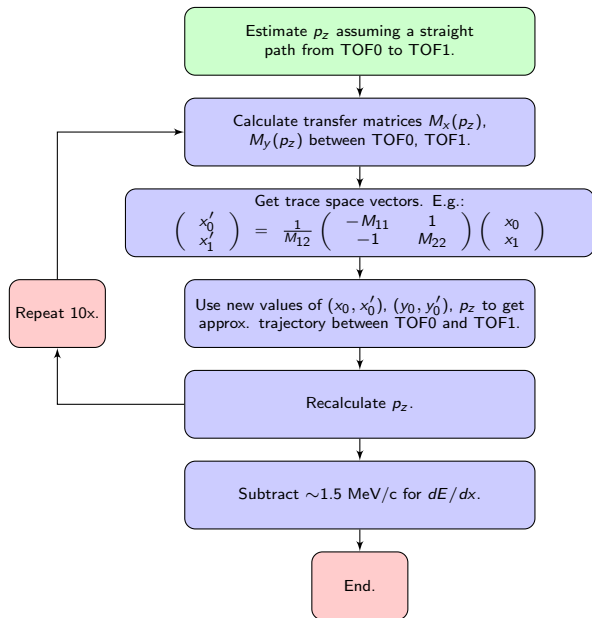 Estimate p_z assuming a straight
path from TOF0 to TOF1.
Calculate transfer matrices M_x(p_z),
M_y(p_z) between TOF0, TOF1.
Get trace space vectors. E.g.:
( x′_0 ) = 1/M_12 ( −M_11 1 ) ( x_0 )
( x′_1 ) ( −1 M_22 ) ( x_1 )
Use new values of (x_0, x′_0), (y_0, y′_0), p_z to get
approx. trajectory between TOF0 and TOF1.
Repeat 10x.
Recalculate p_z.
Subtract ∼1.5 MeV/c for dE/dx.
End.